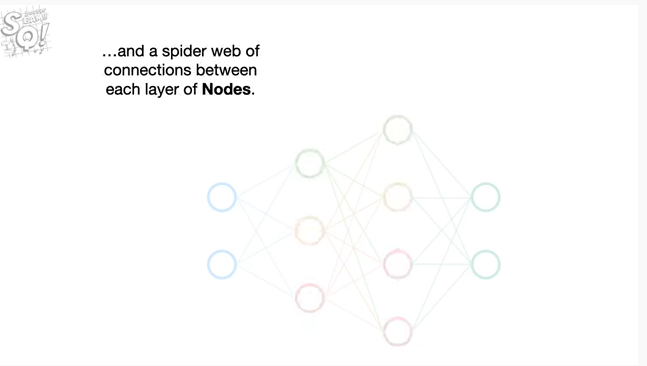 …and a spider web of
connections between
each layer of Nodes.